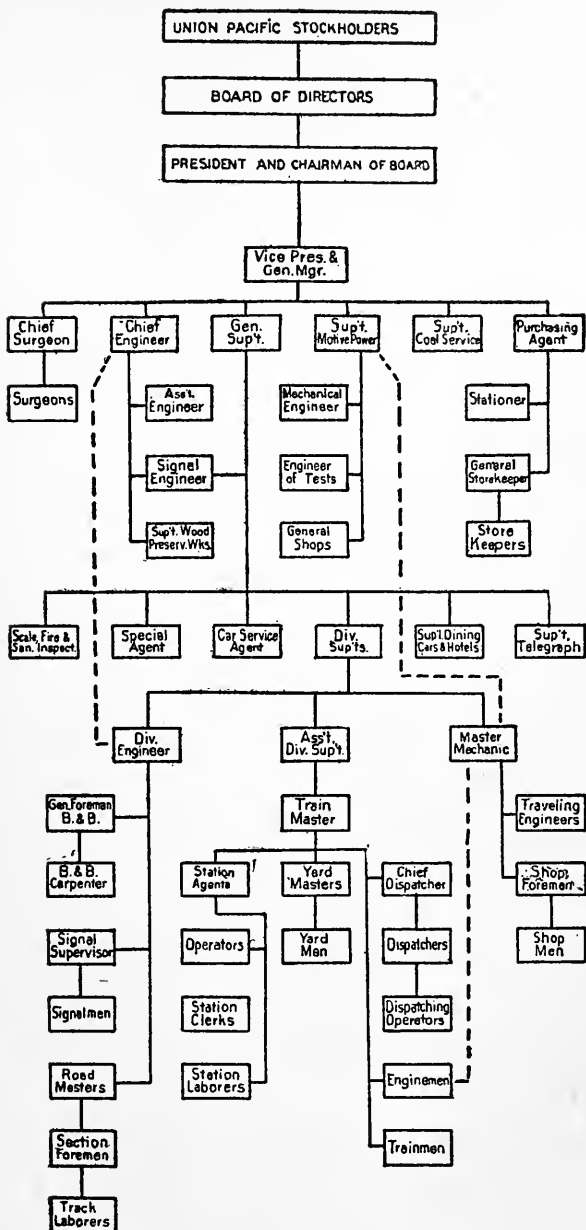 UNION PACIFIC STOCKHOLDERS
BOARD OF DIRECTORS
PRESIDENT AND CHAIRMAN OF BOARD
Vice Pres. &
Gen. Mgr.
Chief
Surgeon
Chief
Engineer
Gen.
Sup't.
Sup't.
Motive Power
Sup't.
Coal Service
Purchasing
Agent
Surgeons
Ass't.
Engineer
Mechanical
Engineer
Stationer
Signal
Engineer
Engineer
of Tests
General
Storekeeper
Sup't. Wood
Preserv. Wks.
General
Shops
Store
Keepers
Scale, Fire &
San. Inspect.
Special
Agent
Car Service
Agent
Div.
Sup'ts.
Sup't. Dining
Cars & Hotels
Sup't.
Telegraph
Div.
Engineer
Ass't.
Div. Sup't.
Master
Mechanic
Gen. Foreman
B. & B.
Train
Master
Traveling
Engineers
B. & B.
Carpenter
Station
Agents
Yard
Masters
Chief
Dispatcher
Shop
Foremen
Signal
Supervisor
Operators
Yard
Men
Dispatchers
Shop
Men
Signalmen
Station
Clerks
Dispatching
Operators
Road
Masters
Station
Laborers
Enginemen
Section
Foremen
Trainmen
Track
Laborers